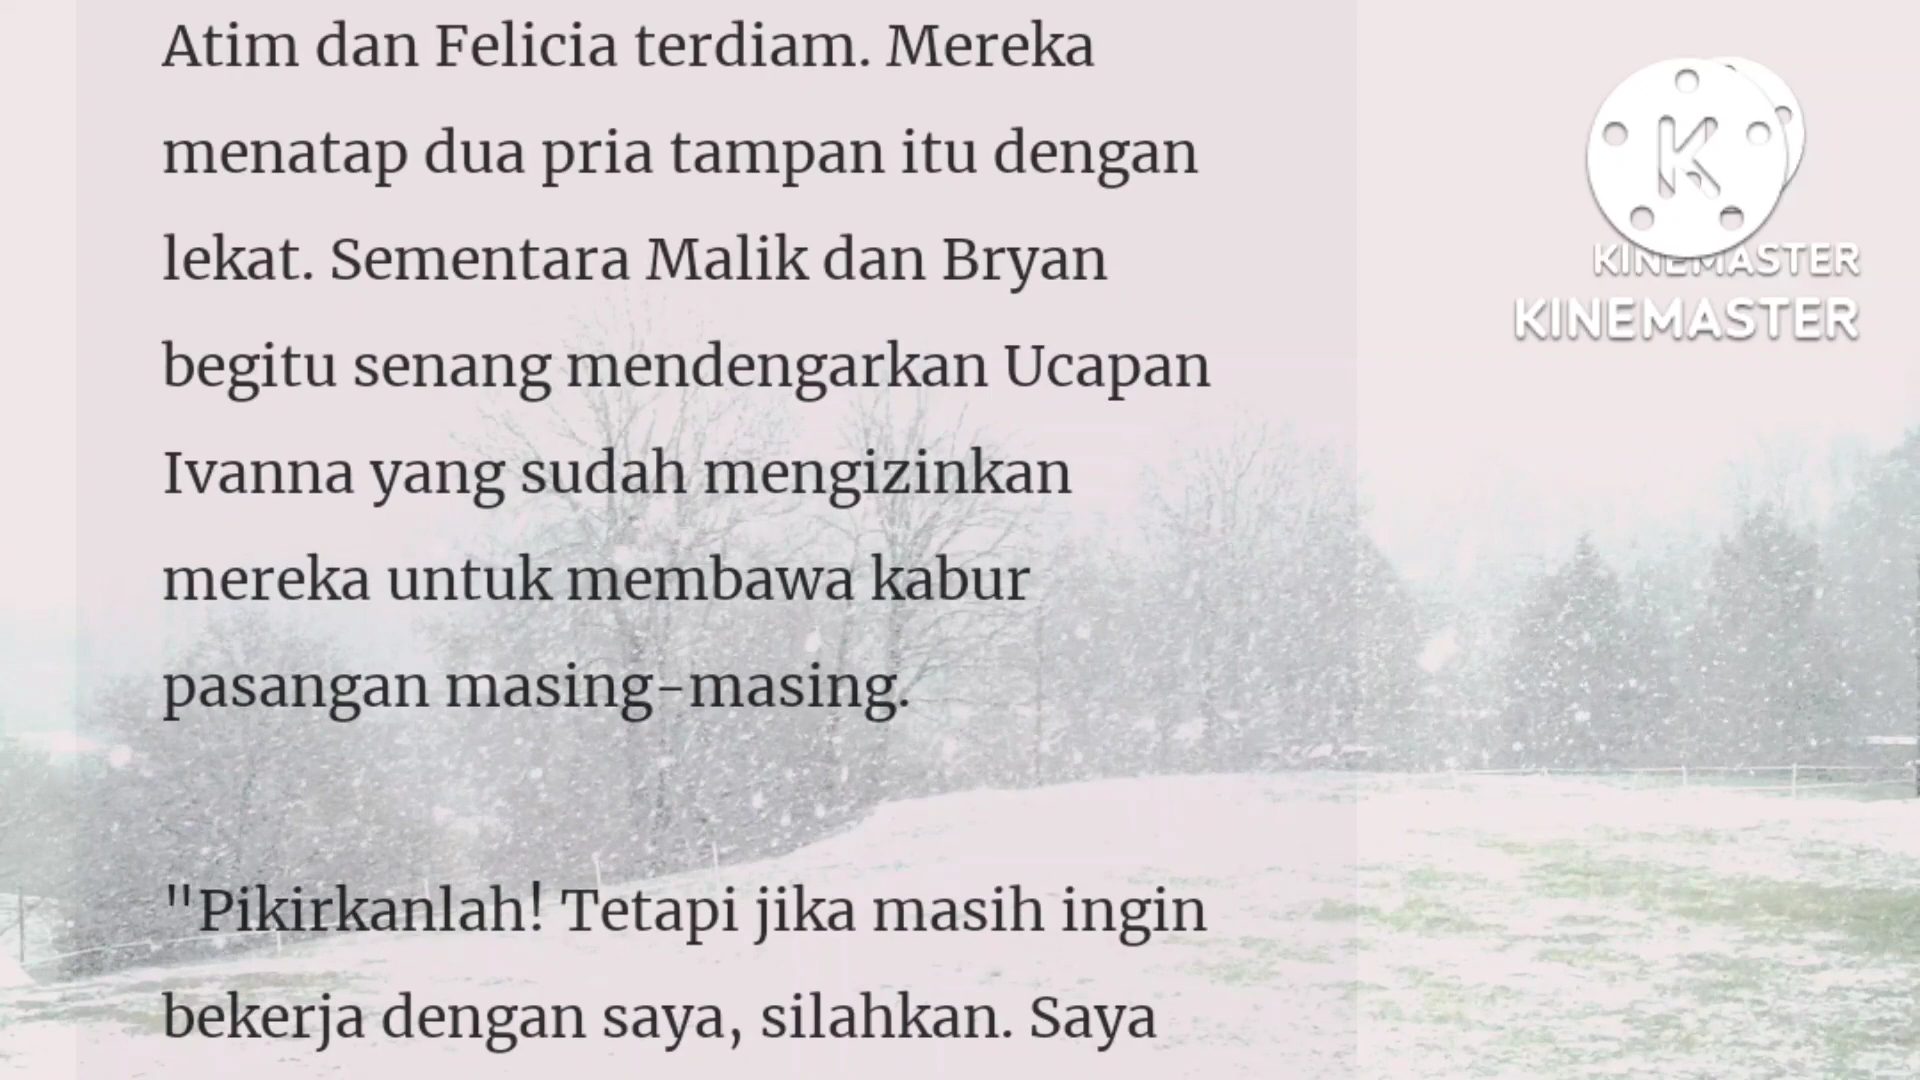 Atim dan Felicia terdiam. Mereka
menatap dua pria tampan itu dengan
lekat. Sementara Malik dan Bryan
begitu senang mendengarkan Ucapan
Ivanna yang sudah mengizinkan
mereka untuk membawa kabur
pasangan masing-masing.
"Pikirkanlah! Tetapi jika masih ingin
bekerja dengan saya, silahkan. Saya
K
KINEMASTER
KINEMASTER